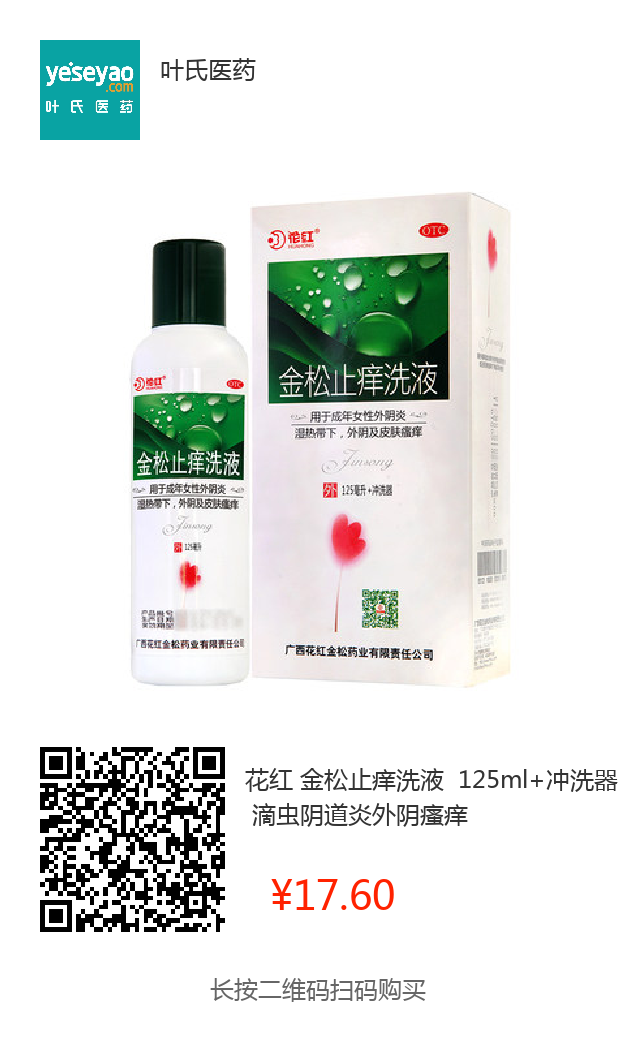 yeseyao
.com
叶氏医药
叶氏医药
花红®
HUAHONG
OTC
金松止痒洗液
用于成年女性外阴炎
湿热带下，外阴及皮肤瘙痒
Jinsong
外 125毫升+冲洗器
广西花红金松药业有限责任公司
花红®
HUAHONG
OTC
金松止痒洗液
用于成年女性外阴炎
湿热带下，外阴及皮肤瘙痒
Jinsong
外 125毫升
广西花红金松药业有限责任公司
Jinsong
花红 金松止痒洗液 125ml+冲洗器
滴虫阴道炎外阴瘙痒
¥17.60
长按二维码扫码购买